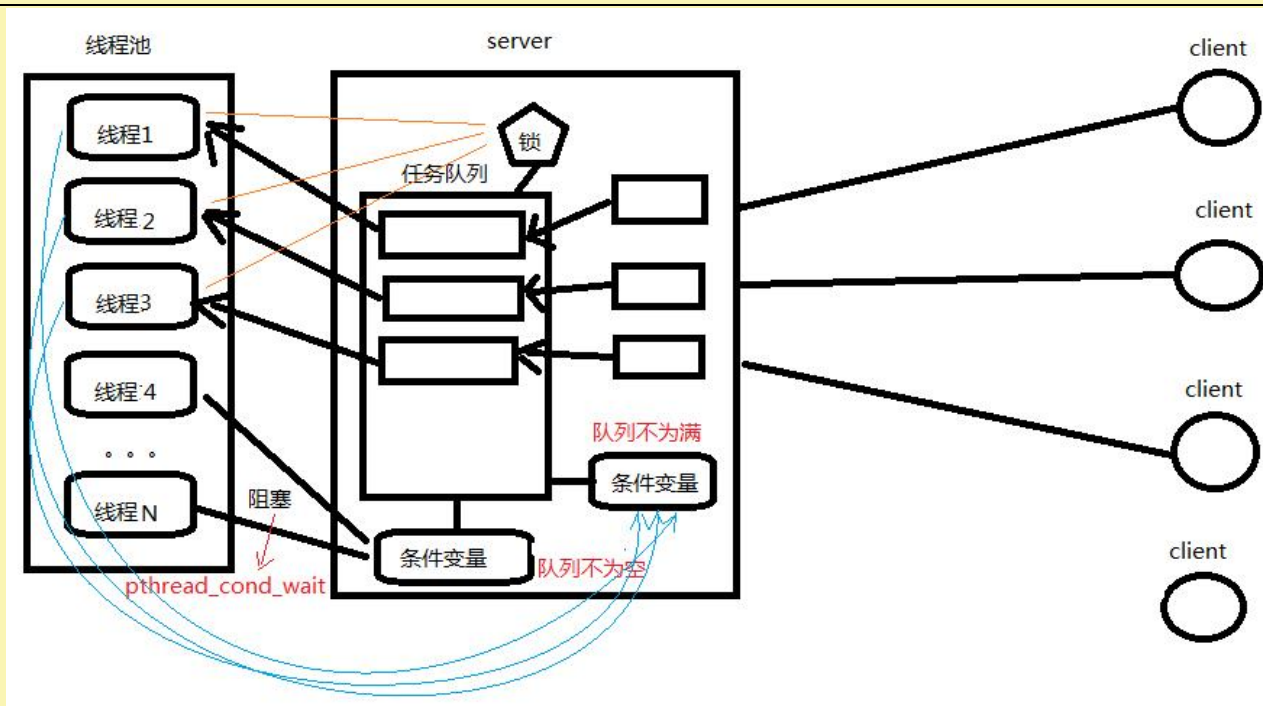 线程池
server
client
线程1
锁
任务队列
线程2
client
线程3
线程4
client
队列不为满
条件变量
。。。
线程N
阻塞
条件变量
队列不为空
client
pthread_cond_wait